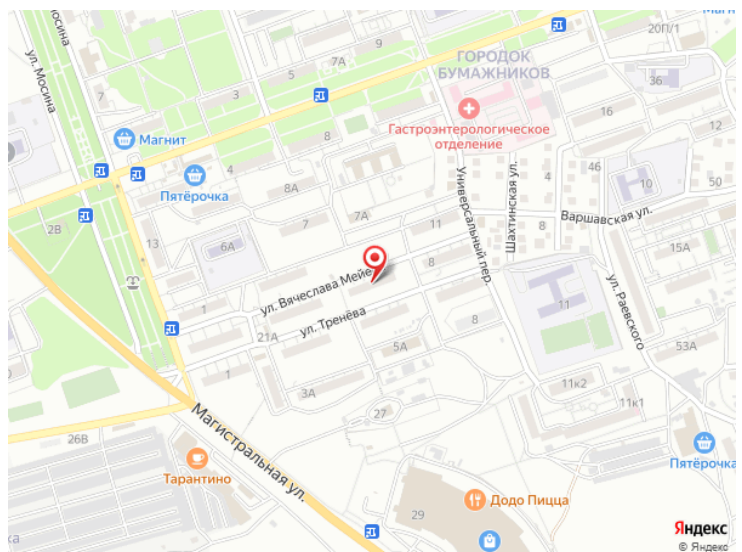 Магнит
20П/1
ул. Мосина
ул. Мосина
7
3
5
7А
9
ГОРОДОК
БУМАЖНИКОВ
36
16
12
Магнит
Гастроэнтерологическое
отделение
4
8
8А
Пятёрочка
7А
7
46
4
10
50
2В
13
6А
11
8
8
Варшавская ул.
Универсальный пер.
Шахтинская ул...
15А
ул. Вячеслава Мейе
1
ул. Тренёва
21А
11
ул. Раевского
8
5А
53А
1
3А
11к2
11к1
27
26В
Магистральная ул.
Пятёрочка
Тарантино
Додо Пицца
29
Яндекс
© Яндекс